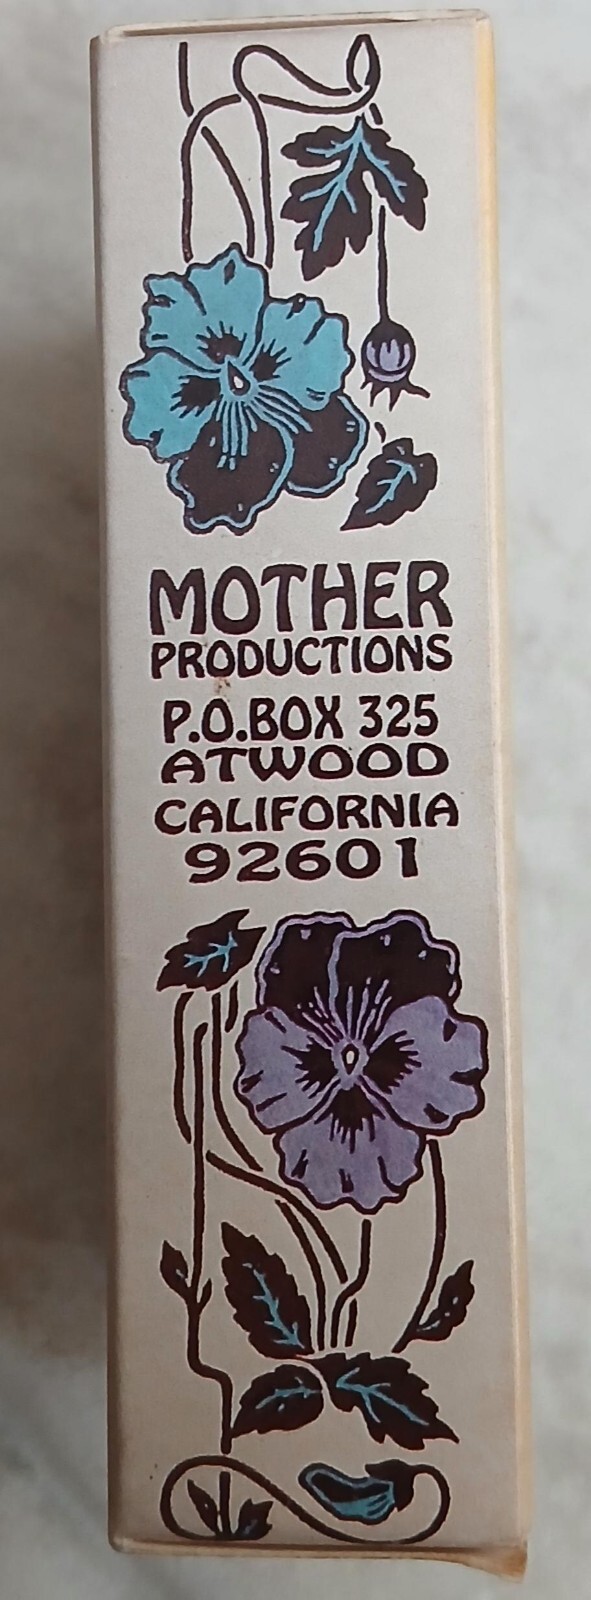 MOTHER
PRODUCTIONS
P.O.BOX 325
ATWOOD
CALIFORNIA
92601